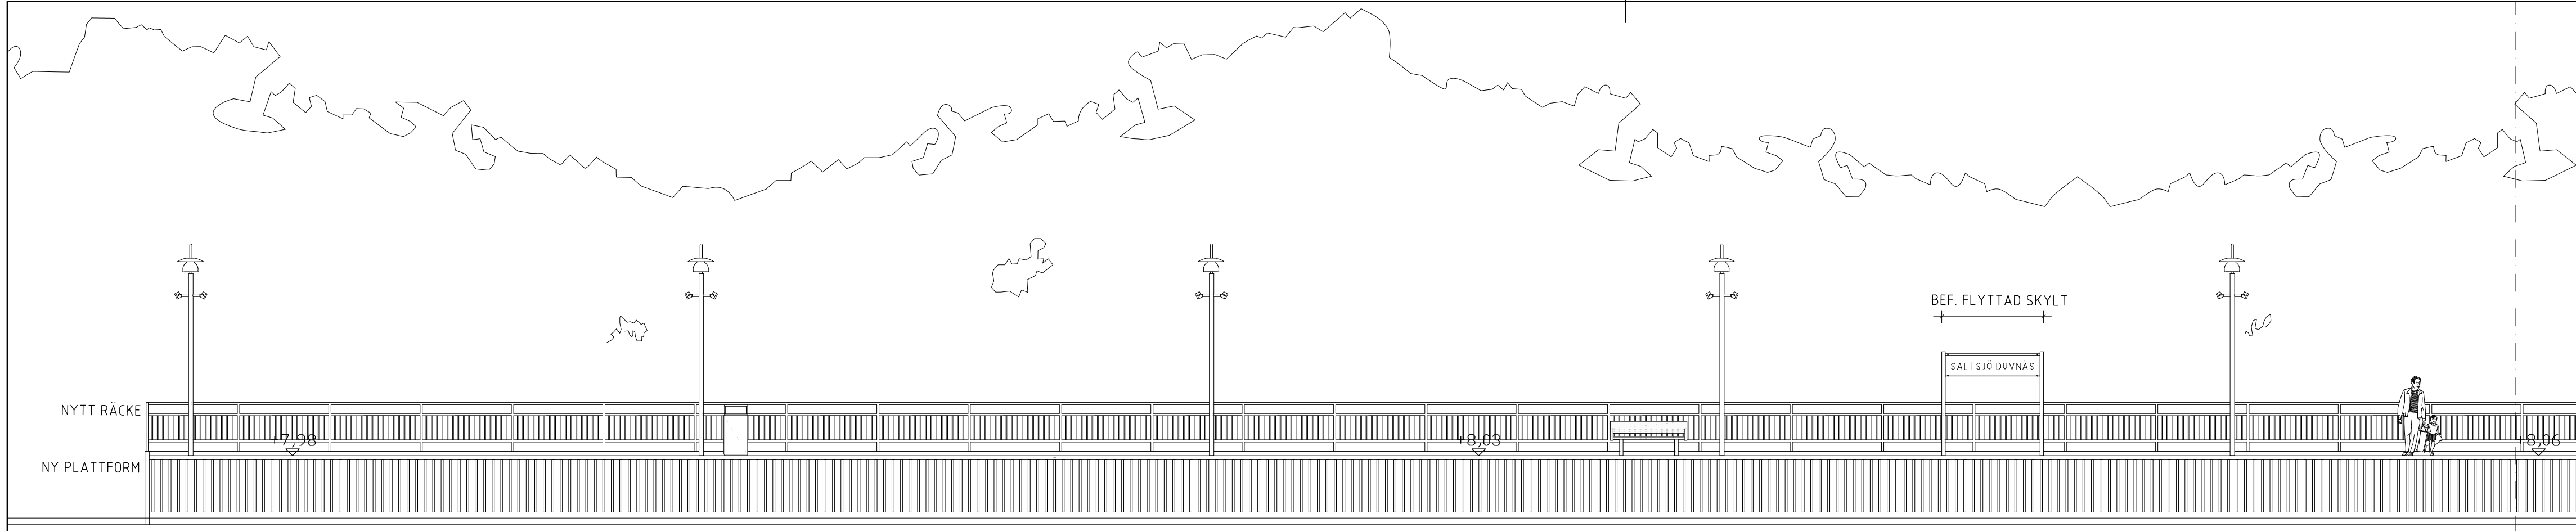 BEF. FLYTTAD SKYLT
SALTSJÖ DUVNÄS
NYTT RÄCKE
+7,98
+8,03
+8,06
NY PLATTFORM